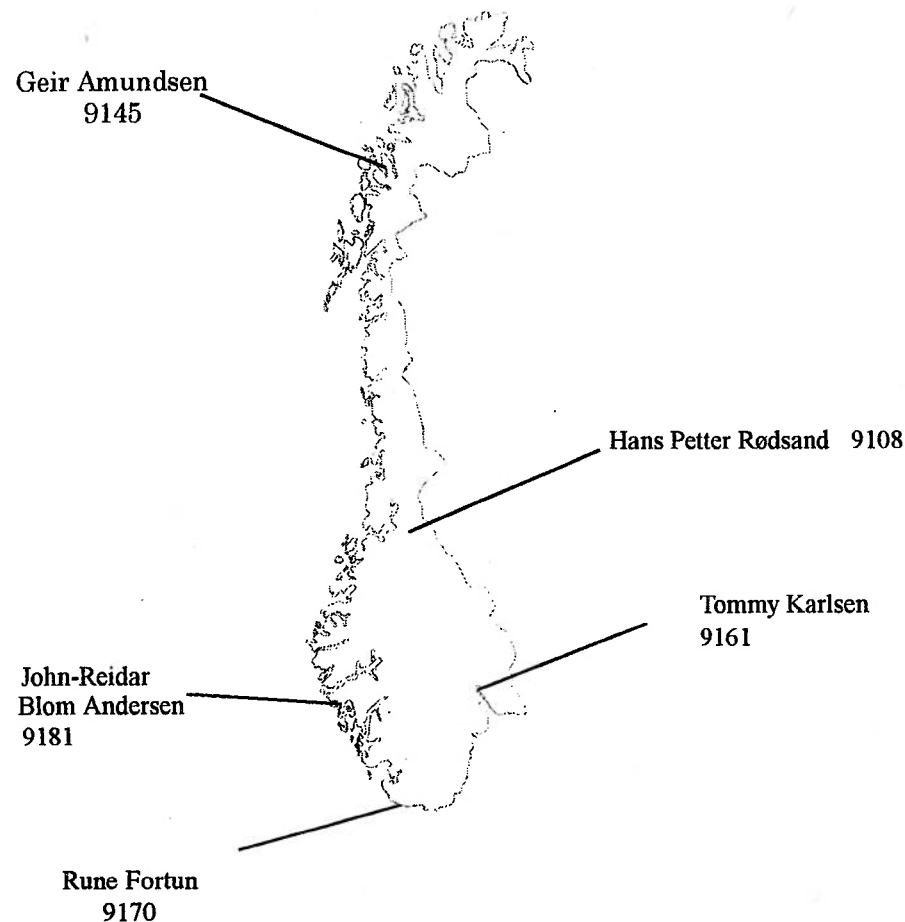 Geir Amundsen
9145
Hans Petter Rødsand 9108
Tommy Karlsen
9161
John-Reidar
Blom Andersen
9181
Rune Fortun
9170